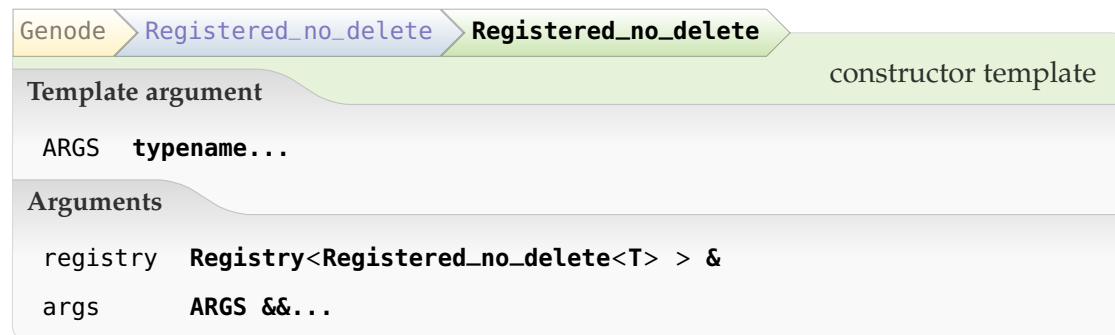 Genode Registered_no_delete Registered_no_delete
constructor template
Template argument
ARGS typename...
Arguments
registry Registry<Registered_no_delete<T> > &
args ARGS &&...